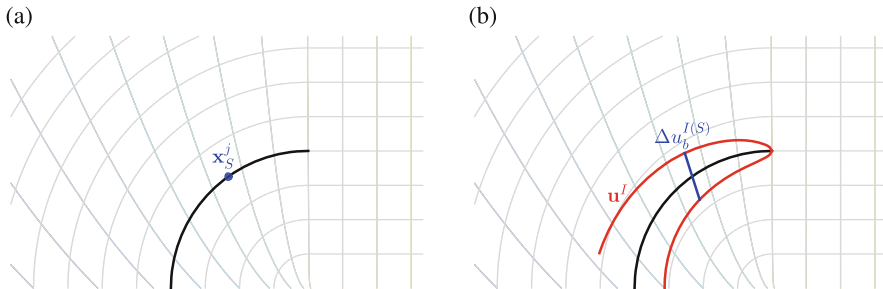 (a)
(b)
𝐱_S^j
Δu_b^{I(S)}
𝐮^I